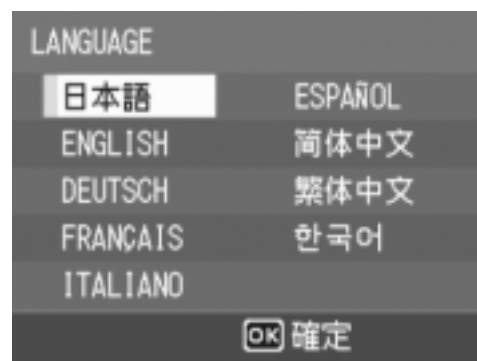 LANGUAGE
日本語 ESPAÑOL
ENGLISH 简体中文
DEUTSCH 繁体中文
FRANÇAIS 한국어
ITALIANO
OK 確定